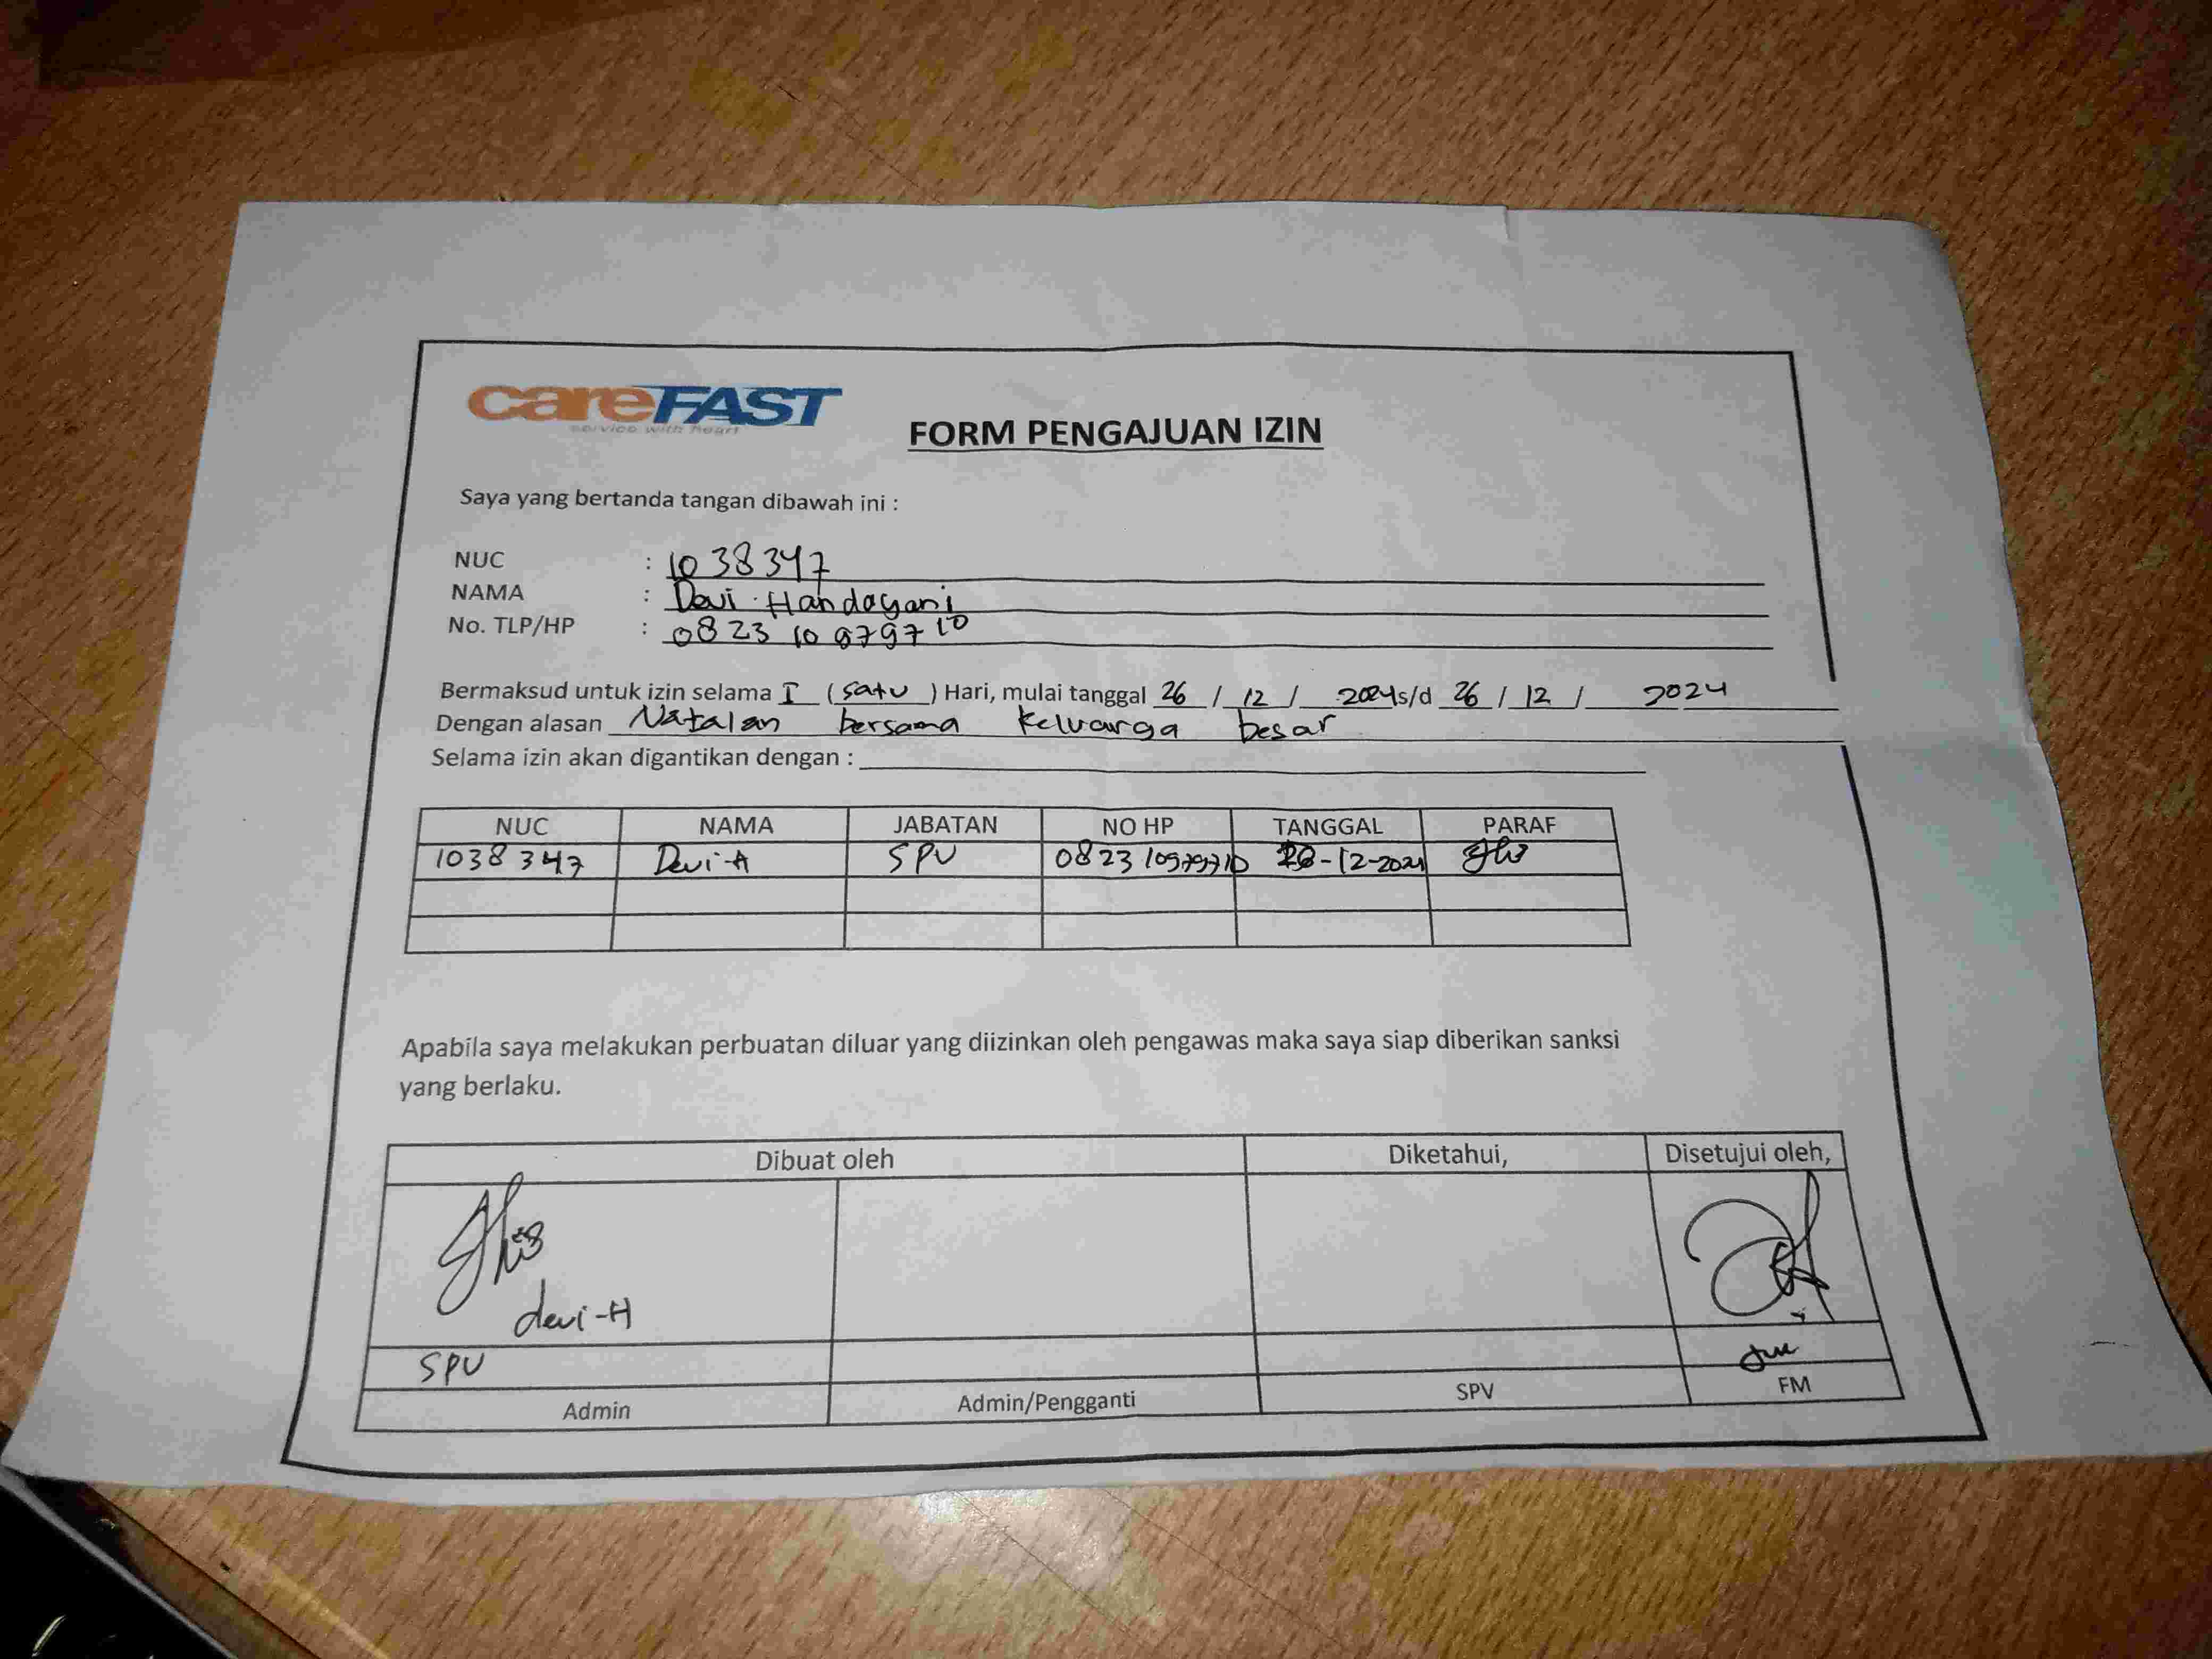 careFAST
service with heart
FORM PENGAJUAN IZIN
Saya yang bertanda tangan dibawah ini :
NUC : 1038347
NAMA : Devi Handayani
No. TLP/HP : 082310979710
Bermaksud untuk izin selama I (satu) Hari, mulai tanggal 26 / 12 / 2024 s/d 26 / 12 / 2024
Dengan alasan Natalan bersama keluarga besar
Selama izin akan digantikan dengan :
NUC NAMA JABATAN NO HP TANGGAL PARAF
1038347 Devi-H SPV 082310979710 -12-2024
Apabila saya melakukan perbuatan diluar yang diizinkan oleh pengawas maka saya siap diberikan sanksi
yang berlaku.
Dibuat oleh Diketahui, Disetujui oleh,
devi-H
SPV
Admin Admin/Pengganti SPV FM